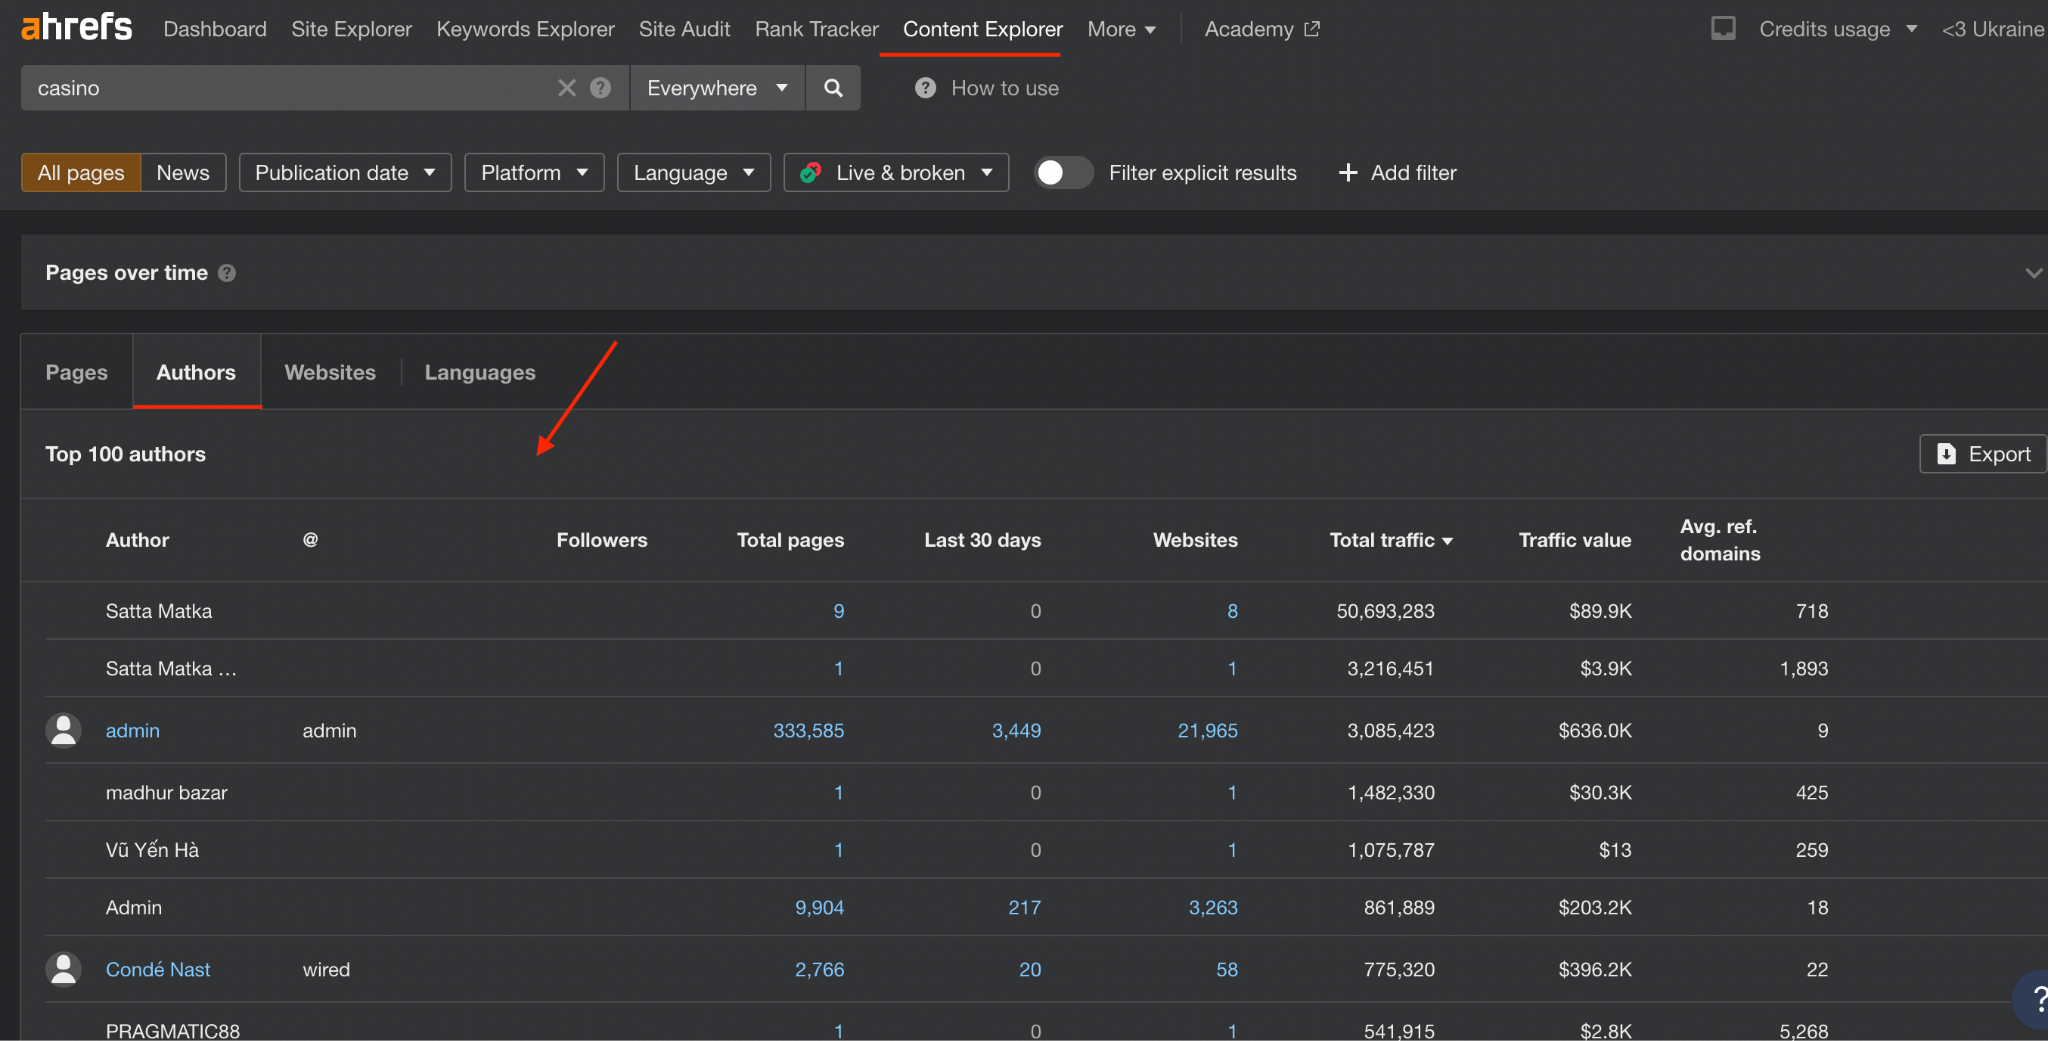 ahrefs Dashboard Site Explorer Keywords Explorer Site Audit Rank Tracker Content Explorer More Academy Credits usage <3 Ukraine
casino ? Everywhere ? How to use
All pages News Publication date Platform Language Live & broken Filter explicit results + Add filter
Pages over time ?
Pages Authors Websites Languages
Top 100 authors Export
Author @ Followers Total pages Last 30 days Websites Total traffic Traffic value Avg. ref. domains
Satta Matka 9 0 8 50,693,283 $89.9K 718
Satta Matka … 1 0 1 3,216,451 $3.9K 1,893
admin admin 333,585 3,449 21,965 3,085,423 $636.0K 9
madhur bazar 1 0 1 1,482,330 $30.3K 425
Vũ Yến Hà 1 0 1 1,075,787 $13 259
Admin 9,904 217 3,263 861,889 $203.2K 18
Condé Nast wired 2,766 20 58 775,320 $396.2K 22
?
PRAGMATIC88 1 0 1 541,915 $2.8K 5,268